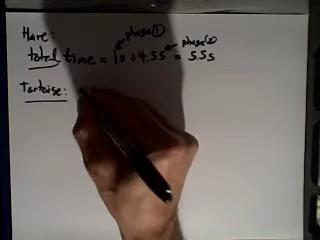 Hare:
phase① phase②
total time = 1s + 4.5s = 5.5s
Tortoise: